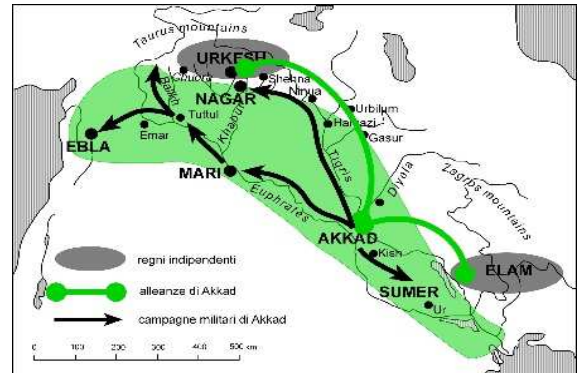 Taurus mountains
URKESH
Chuera
Shehna
Balikh
NAGAR
Ninua
Urbilum
Tuttul
Khabur
Hamazi
Gasur
Emar
EBLA
MARI
Tigris
Diyala
Zagros mountains
Euphrates
AKKAD
Kish
ELAM
SUMER
Ur
regni indipendenti
alleanze di Akkad
campagne militari di Akkad
0 100 200 300 400 500 km